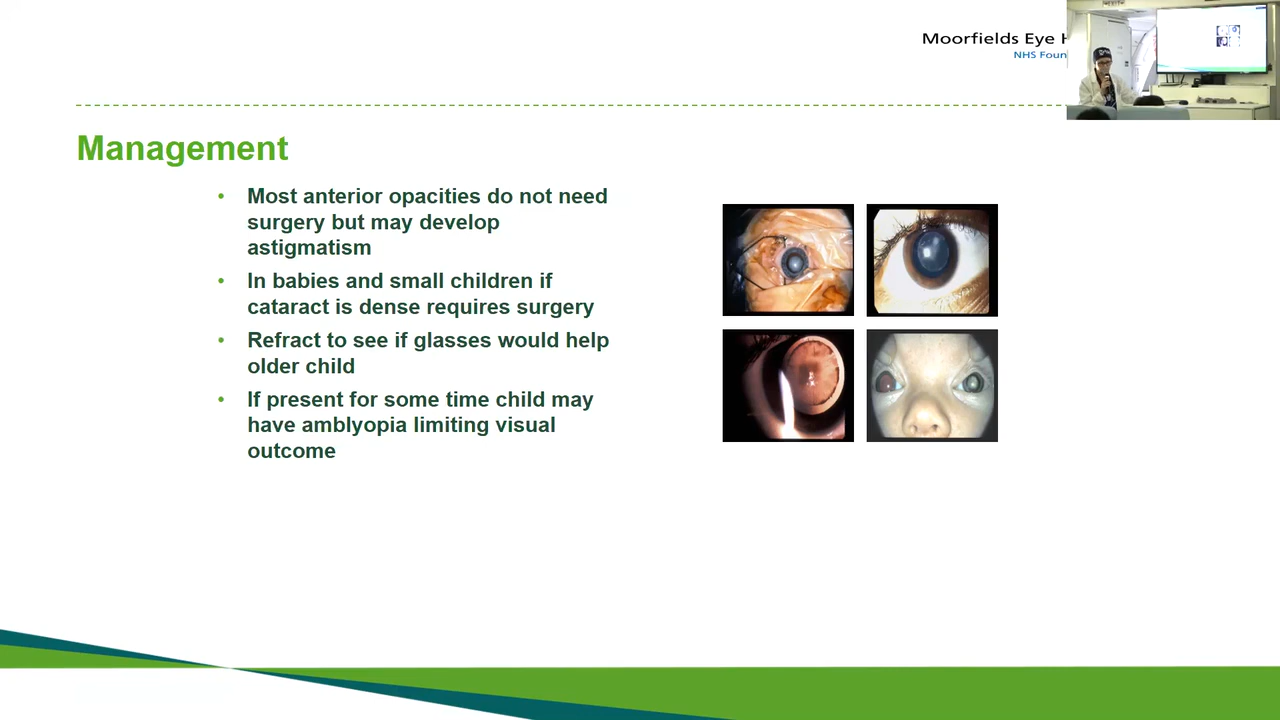 Moorfields Eye
NHS Foun
Management
• Most anterior opacities do not need
surgery but may develop
astigmatism
• In babies and small children if
cataract is dense requires surgery
• Refract to see if glasses would help
older child
• If present for some time child may
have amblyopia limiting visual
outcome